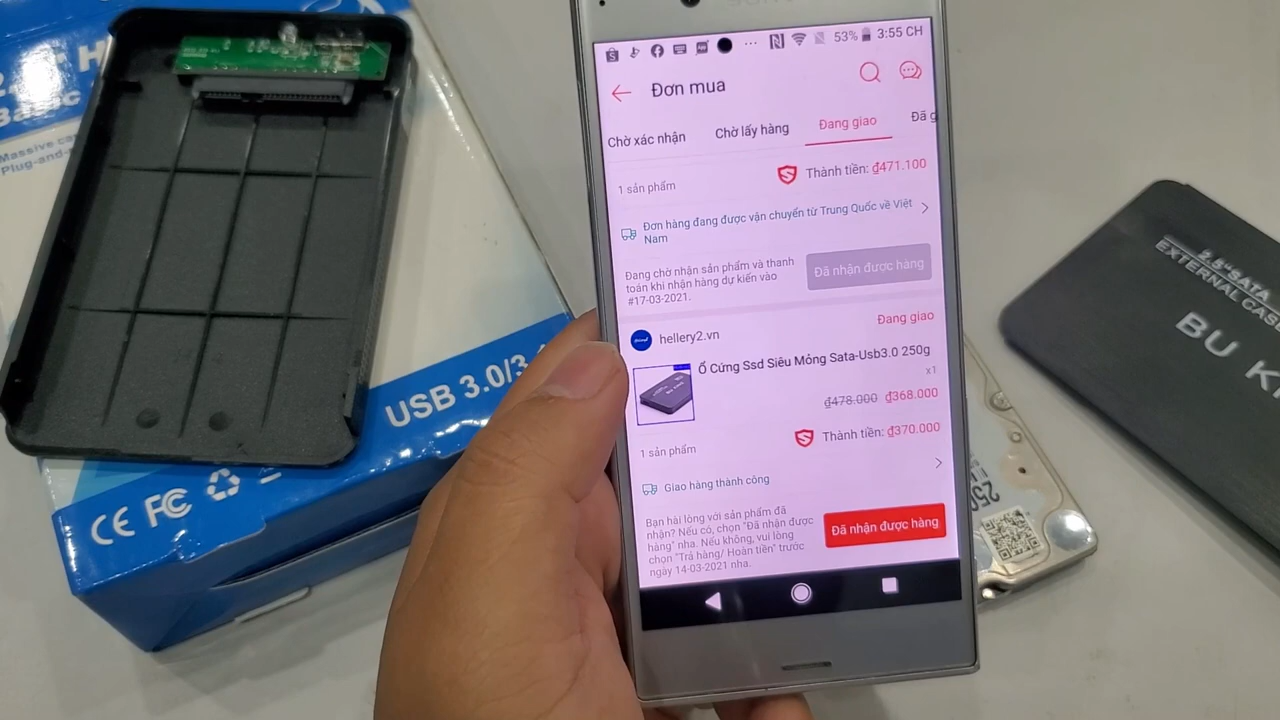 Massive
Plug-and-
USB 3.0/3.
CE FC
53% 3:55 CH
Đơn mua
Chờ xác nhận Chờ lấy hàng Đang giao Đã g
1 sản phẩm Thành tiền: ₫471.100
Đơn hàng đang được vận chuyển từ Trung Quốc về Việt
Nam
Đang chờ nhận sản phẩm và thanh
toán khi nhận hàng dự kiến vào
#17-03-2021.
Đã nhận được hàng
hellery2.vn Đang giao
Ổ Cứng Ssd Siêu Mỏng Sata-Usb3.0 250g
x1
₫478.000 ₫368.000
1 sản phẩm Thành tiền: ₫370.000
Giao hàng thành công
Bạn hài lòng với sản phẩm đã
nhận? Nếu có, chọn "Đã nhận được
hàng" nha. Nếu không, vui lòng
chọn "Trả hàng/ Hoàn tiền" trước
ngày 14-03-2021 nha.
Đã nhận được hàng
2.5"SATA
EXTERNAL CAS
BU K